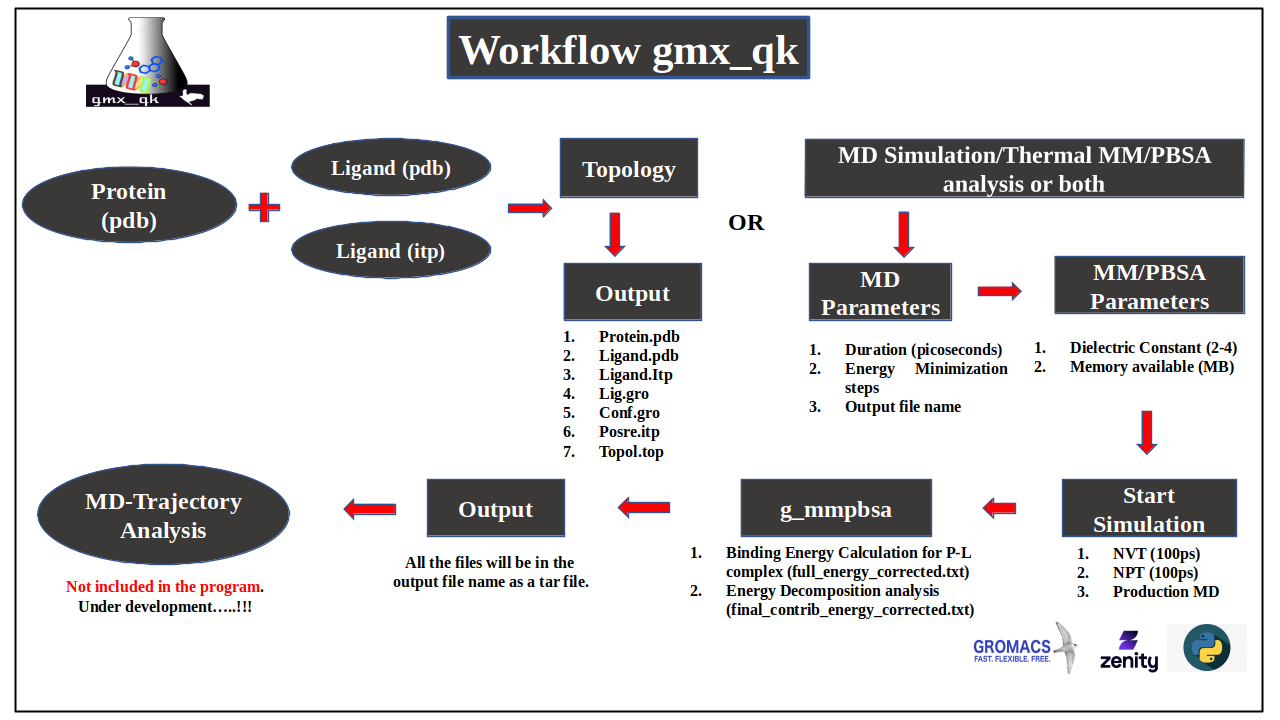 Workflow gmx_qk
gmx_qk
Protein
(pdb)
Ligand (pdb)
Ligand (itp)
Topology
Output
1. Protein.pdb
2. Ligand.pdb
3. Ligand.Itp
4. Lig.gro
5. Conf.gro
6. Posre.itp
7. Topol.top
OR
MD Simulation/Thermal MM/PBSA
analysis or both
MD
Parameters
1. Duration (picoseconds)
2. Energy Minimization
steps
3. Output file name
MM/PBSA
Parameters
1. Dielectric Constant (2-4)
2. Memory available (MB)
Start
Simulation
1. NVT (100ps)
2. NPT (100ps)
3. Production MD
g_mmpbsa
1. Binding Energy Calculation for P-L
complex (full_energy_corrected.txt)
2. Energy Decomposition analysis
(final_contrib_energy_corrected.txt)
Output
All the files will be in the
output file name as a tar file.
MD-Trajectory
Analysis
Not included in the program.
Under development…..!!!
GROMACS
FAST. FLEXIBLE. FREE.
zenity